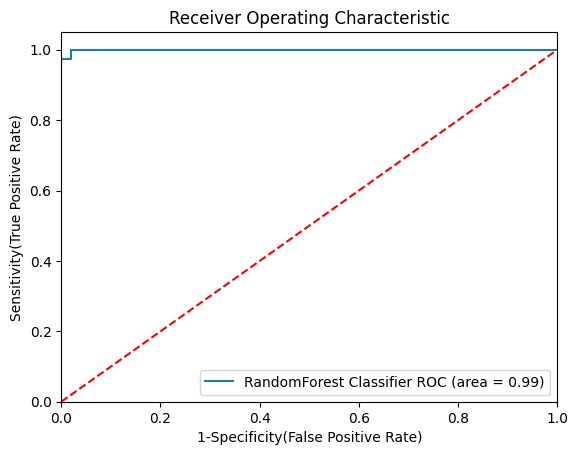 Receiver Operating Characteristic
Sensitivity(True Positive Rate)
1.0
0.8
0.6
0.4
0.2
0.0
0.0 0.2 0.4 0.6 0.8 1.0
RandomForest Classifier ROC (area = 0.99)
1-Specificity(False Positive Rate)